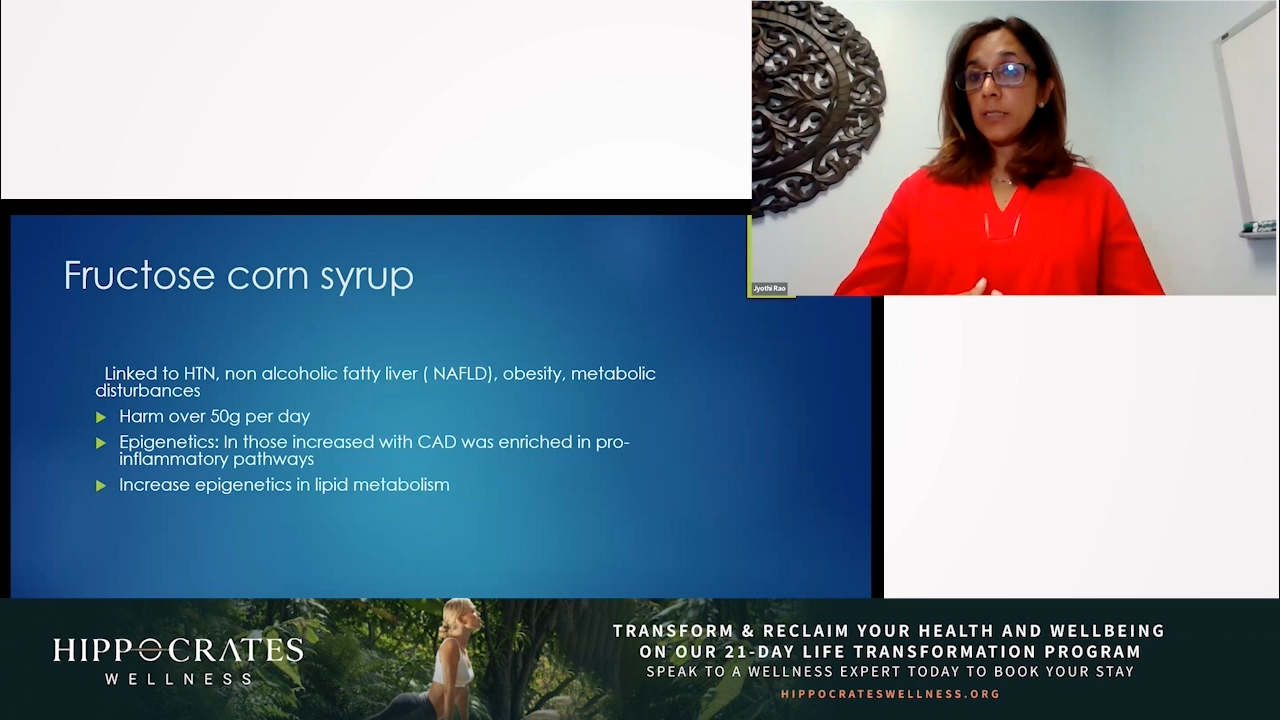 Jyothi Rao
Fructose corn syrup
Linked to HTN, non alcoholic fatty liver ( NAFLD), obesity, metabolic
disturbances
Harm over 50g per day
Epigenetics: In those increased with CAD was enriched in pro-
inflammatory pathways
Increase epigenetics in lipid metabolism
HIPPOCRATES
WELLNESS
TRANSFORM & RECLAIM YOUR HEALTH AND WELLBEING
ON OUR 21-DAY LIFE TRANSFORMATION PROGRAM
SPEAK TO A WELLNESS EXPERT TODAY TO BOOK YOUR STAY
HIPPOCRATESWELLNESS.ORG